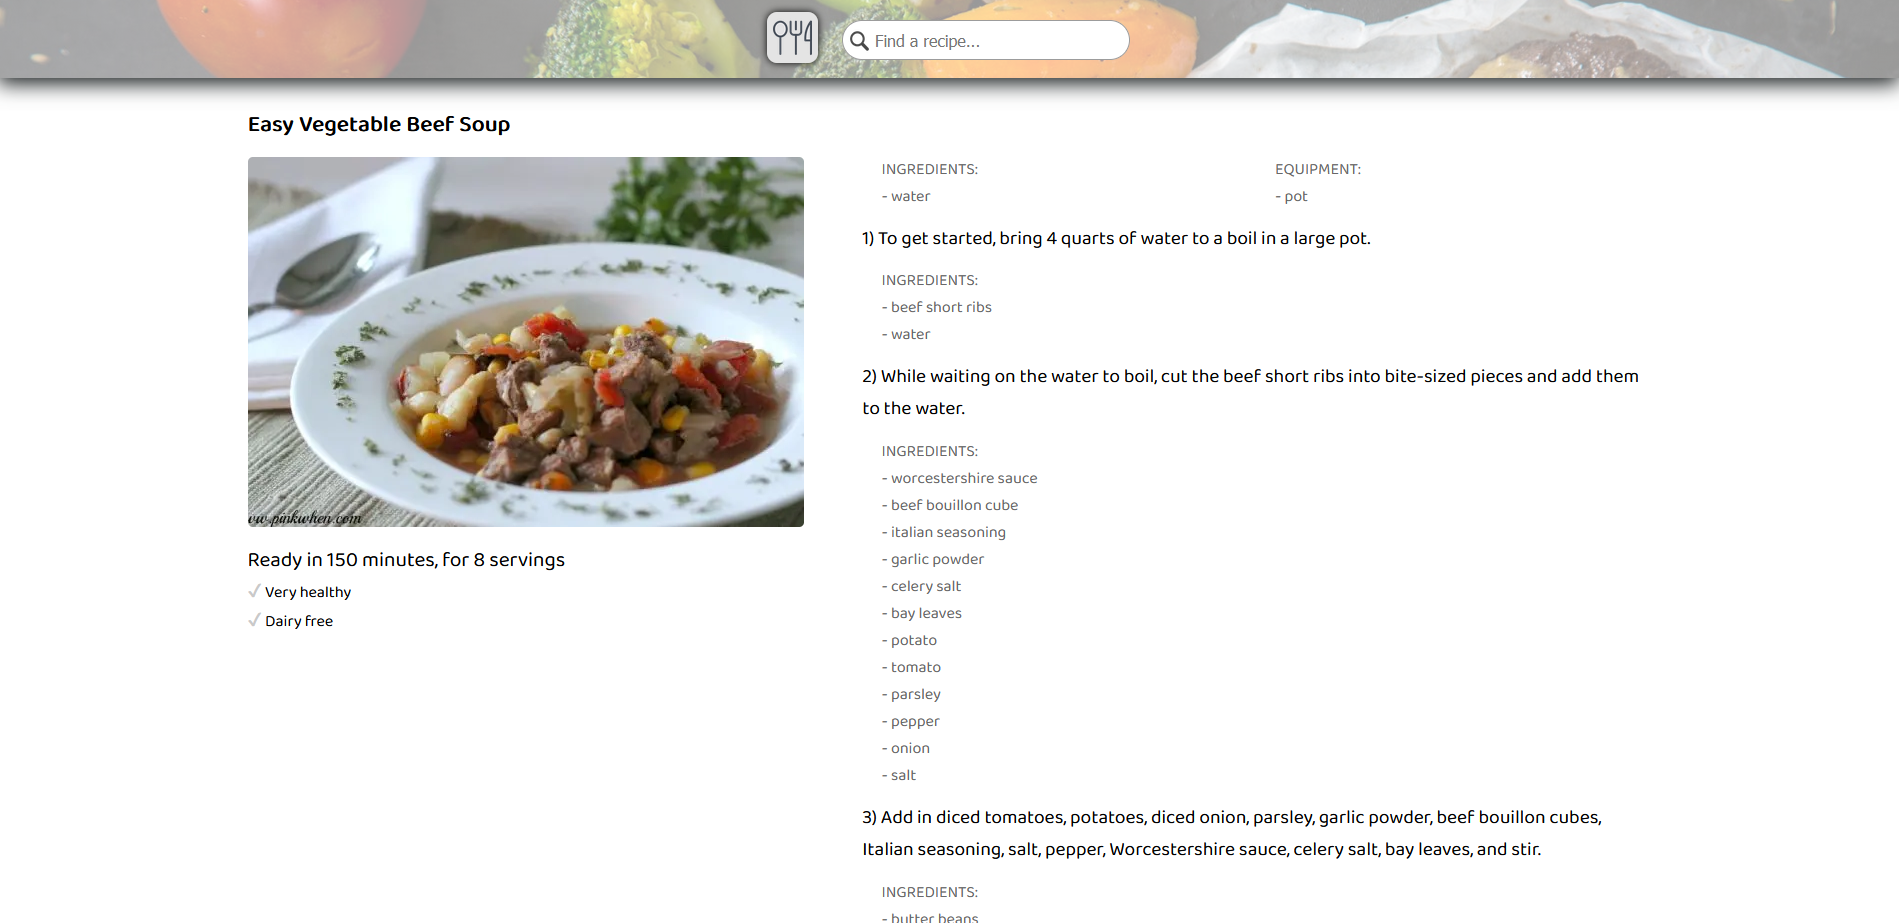 Find a recipe...
Easy Vegetable Beef Soup
ww.pinkwhen.com
Ready in 150 minutes, for 8 servings
Very healthy
Dairy free
INGREDIENTS:
- water
EQUIPMENT:
- pot
1) To get started, bring 4 quarts of water to a boil in a large pot.
INGREDIENTS:
- beef short ribs
- water
2) While waiting on the water to boil, cut the beef short ribs into bite-sized pieces and add them
to the water.
INGREDIENTS:
- worcestershire sauce
- beef bouillon cube
- italian seasoning
- garlic powder
- celery salt
- bay leaves
- potato
- tomato
- parsley
- pepper
- onion
- salt
3) Add in diced tomatoes, potatoes, diced onion, parsley, garlic powder, beef bouillon cubes,
Italian seasoning, salt, pepper, Worcestershire sauce, celery salt, bay leaves, and stir.
INGREDIENTS:
- butter beans